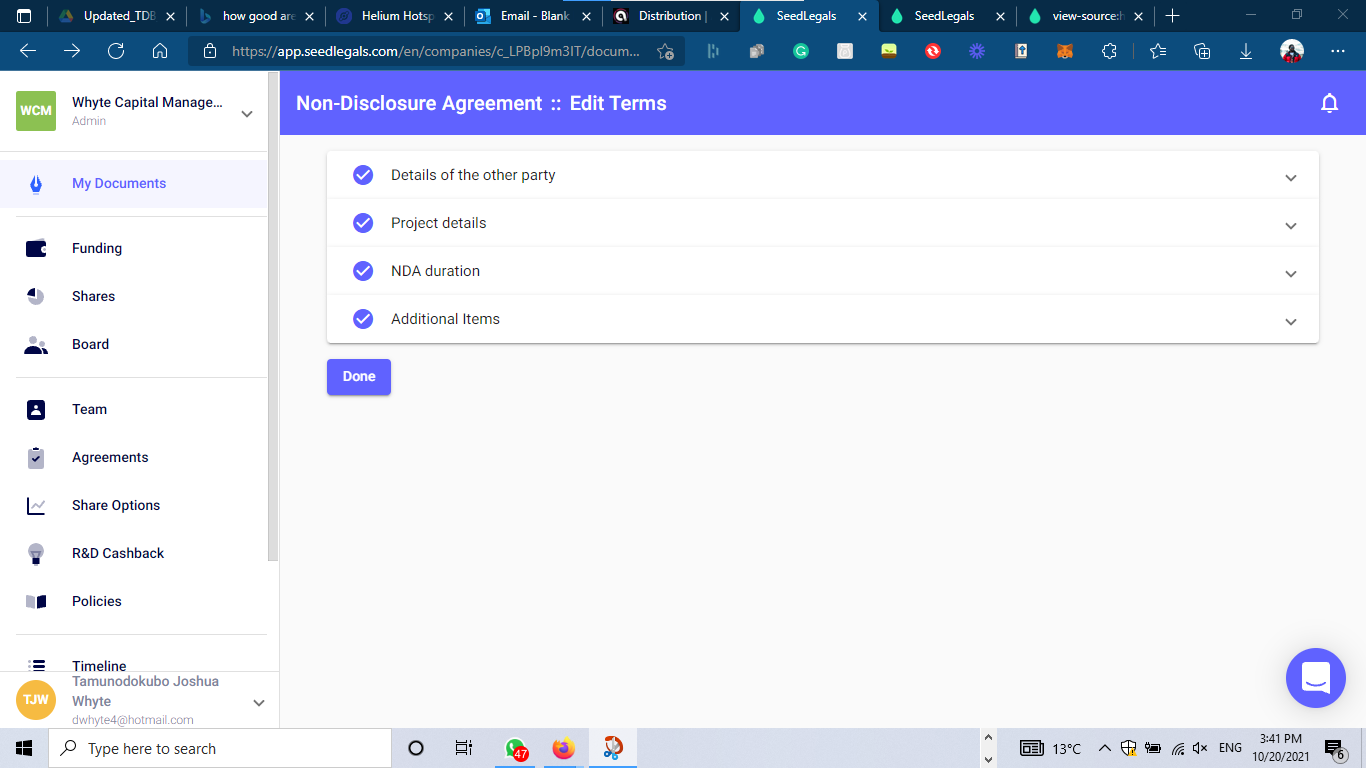 Updated_TDB
how good are
Helium Hotsp
Email - Blank
Distribution |
SeedLegals
SeedLegals
view-source:h
https://app.seedlegals.com/en/companies/c_LPBpl9m3IT/docum...
WCM
Whyte Capital Manage...
Admin
Non-Disclosure Agreement :: Edit Terms
My Documents
Funding
Shares
Board
Team
Agreements
Share Options
R&D Cashback
Policies
Timeline
TJW
Tamunodokubo Joshua
Whyte
dwhyte4@hotmail.com
Details of the other party
Project details
NDA duration
Additional Items
Done
Type here to search
47
13°C
ENG
3:41 PM
10/20/2021
6